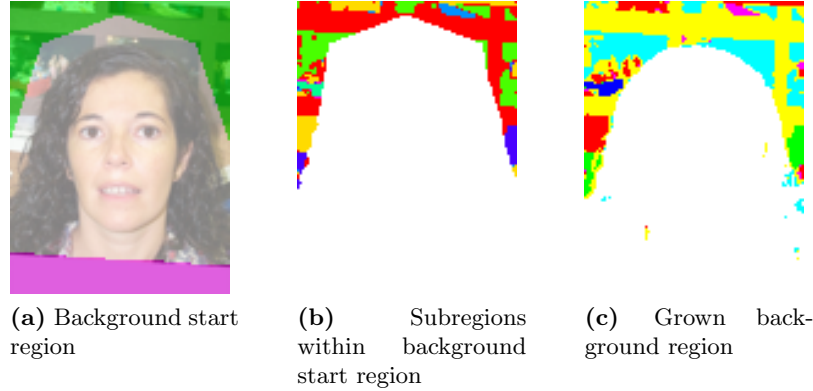 (a) Background start
region
(b) Subregions
within background
start region
(c) Grown back-
ground region